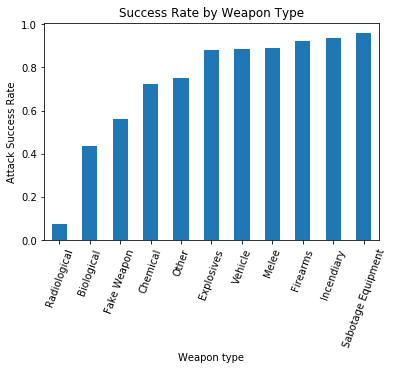 Success Rate by Weapon Type
Attack Success Rate
1.0
0.8
0.6
0.4
0.2
0.0
Radiological
Biological
Fake Weapon
Chemical
Other
Explosives
Vehicle
Melee
Firearms
Incendiary
Sabotage Equipment
Weapon type